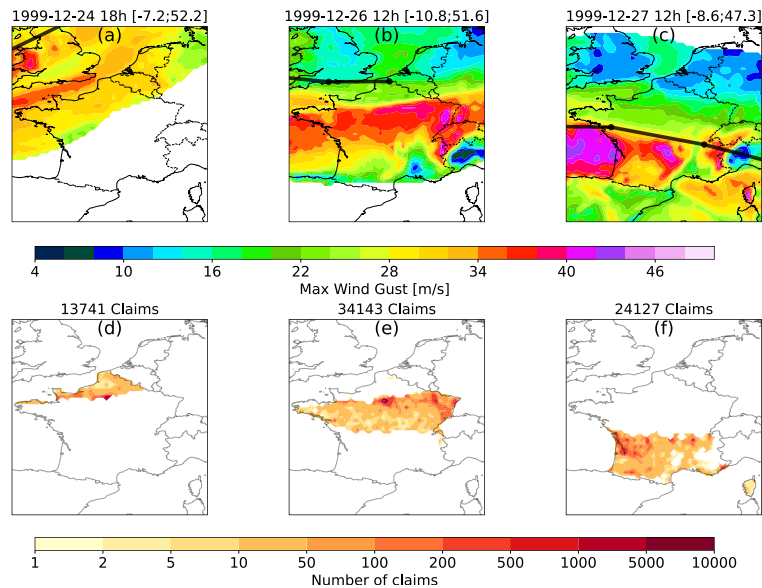 1999-12-24 18h [-7.2;52.2]
1999-12-26 12h [-10.8;51.6]
1999-12-27 12h [-8.6;47.3]
(a)
(b)
(c)
4 10 16 22 28 34 40 46
Max Wind Gust [m/s]
13741 Claims
34143 Claims
24127 Claims
(d)
(e)
(f)
1 2 5 10 50 100 200 500 1000 5000 10000
Number of claims